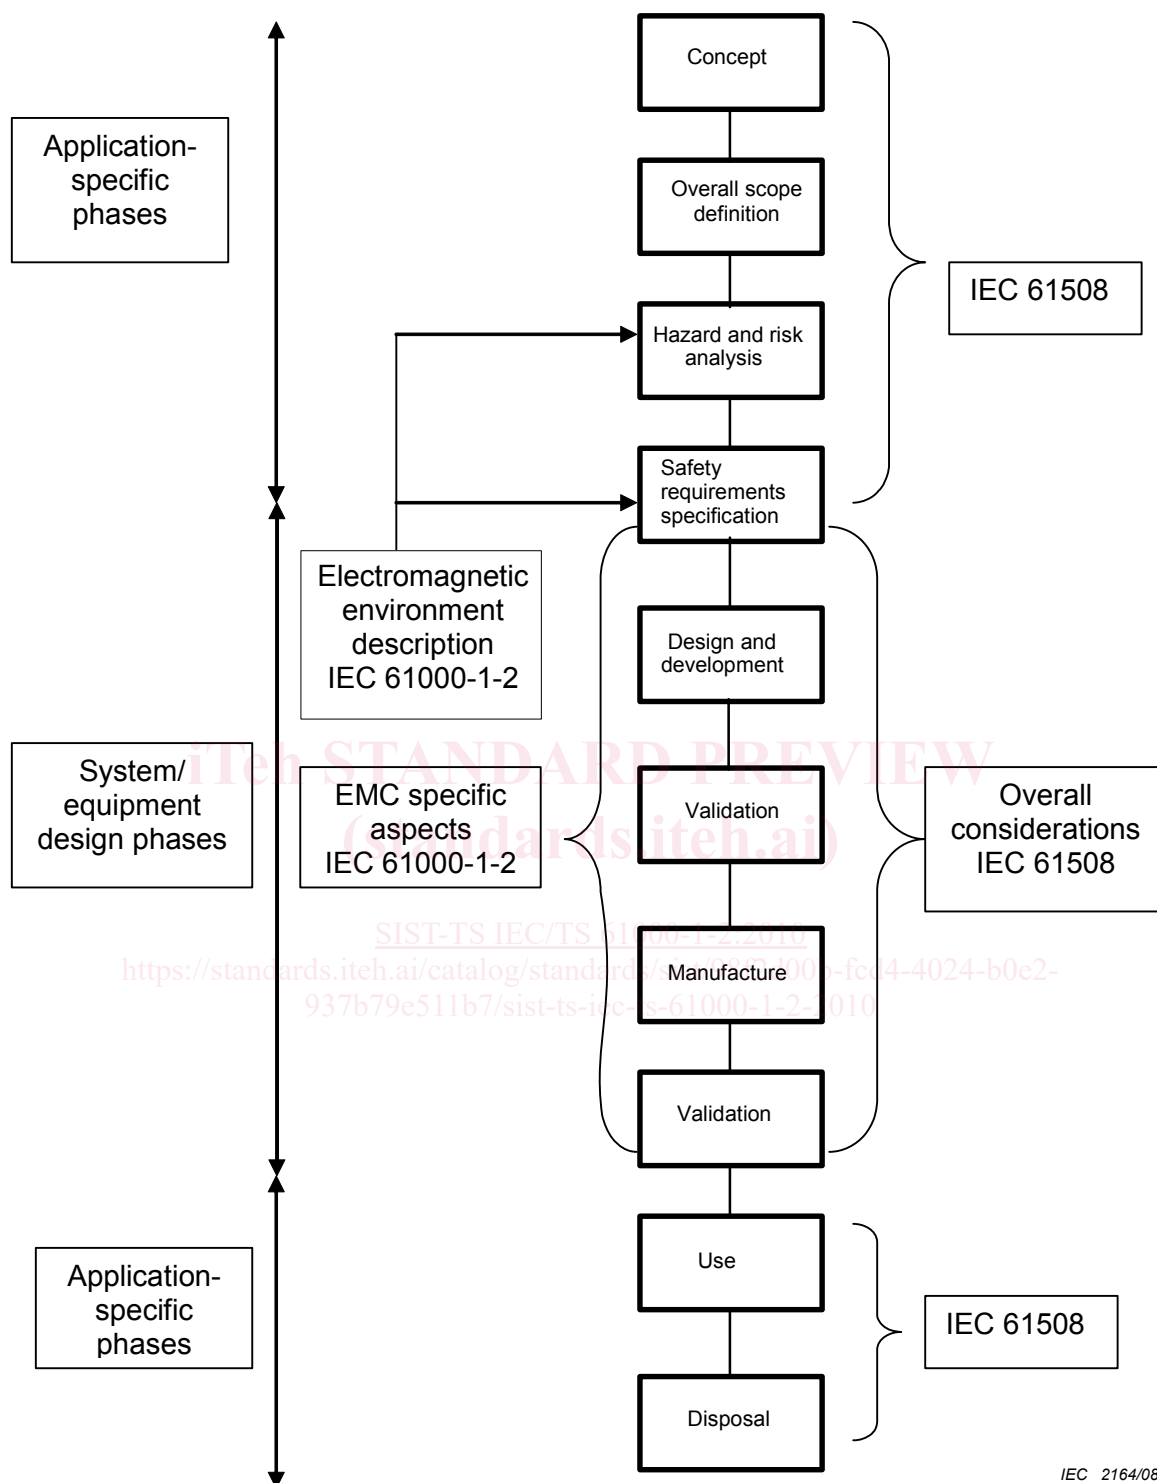 Concept
Application-
specific
phases
Overall scope
definition
IEC 61508
Hazard and risk
analysis
Safety
requirements
specification
Electromagnetic
environment
description
IEC 61000-1-2
Design and
development
iTeh STANDARD PREVIEW
(standards.iteh.ai)
System/
equipment
design phases
EMC specific
aspects
IEC 61000-1-2
Validation
Overall
considerations
IEC 61508
SIST-TS IEC/TS 61000-1-2:2010
https://standards.iteh.ai/catalog/standards/sist/98f7d00b-fcd4-4024-b0e2-
937b79e511b7/sist-ts-iec-ts-61000-1-2-2010
Manufacture
Validation
Use
Application-
specific
phases
IEC 61508
Disposal
IEC 2164/08